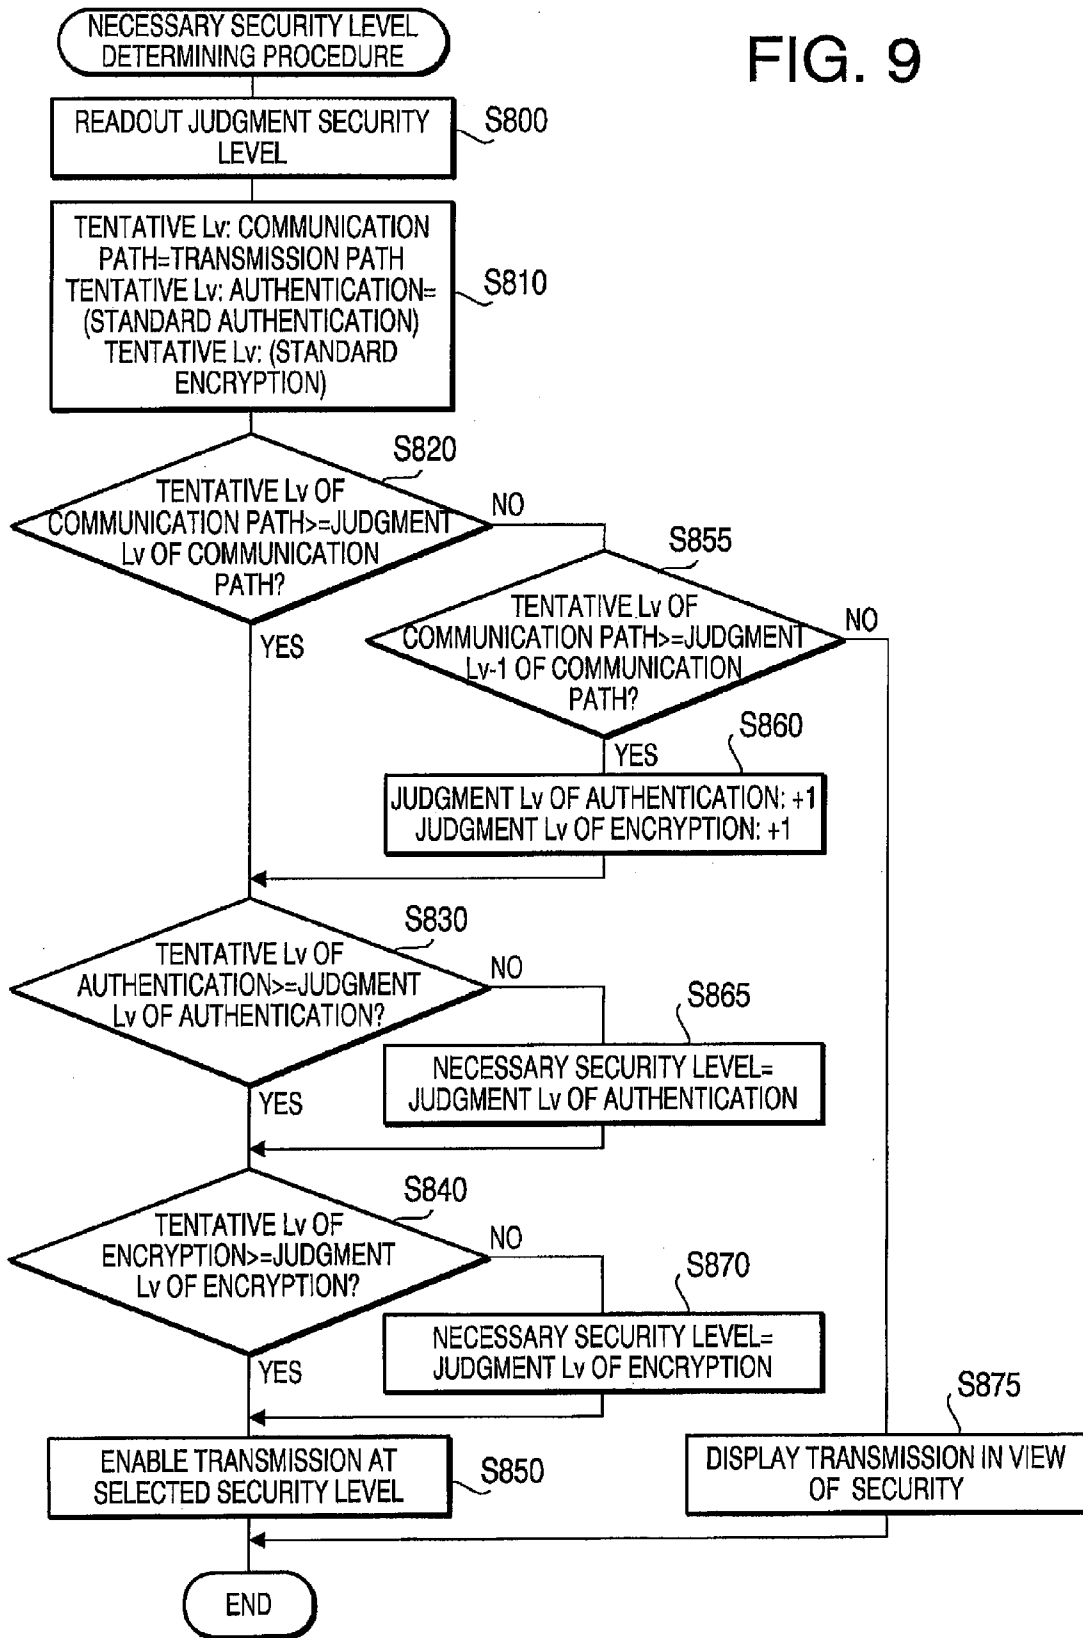 NECESSARY SECURITY LEVEL
DETERMINING PROCEDURE
FIG. 9
READOUT JUDGMENT SECURITY
LEVEL
S800
TENTATIVE Lv: COMMUNICATION
PATH=TRANSMISSION PATH
TENTATIVE Lv: AUTHENTICATION=
(STANDARD AUTHENTICATION)
TENTATIVE Lv: (STANDARD
ENCRYPTION)
S810
S820
TENTATIVE Lv OF
COMMUNICATION PATH>=JUDGMENT
Lv OF COMMUNICATION
PATH?
NO
YES
S855
TENTATIVE Lv OF
COMMUNICATION PATH>=JUDGMENT
Lv-1 OF COMMUNICATION
PATH?
NO
YES
S860
JUDGMENT Lv OF AUTHENTICATION: +1
JUDGMENT Lv OF ENCRYPTION: +1
S830
TENTATIVE Lv OF
AUTHENTICATION>=JUDGMENT
Lv OF AUTHENTICATION?
NO
YES
S865
NECESSARY SECURITY LEVEL=
JUDGMENT Lv OF AUTHENTICATION
S840
TENTATIVE Lv OF
ENCRYPTION>=JUDGMENT
Lv OF ENCRYPTION?
NO
YES
S870
NECESSARY SECURITY LEVEL=
JUDGMENT Lv OF ENCRYPTION
ENABLE TRANSMISSION AT
SELECTED SECURITY LEVEL
S850
S875
DISPLAY TRANSMISSION IN VIEW
OF SECURITY
END